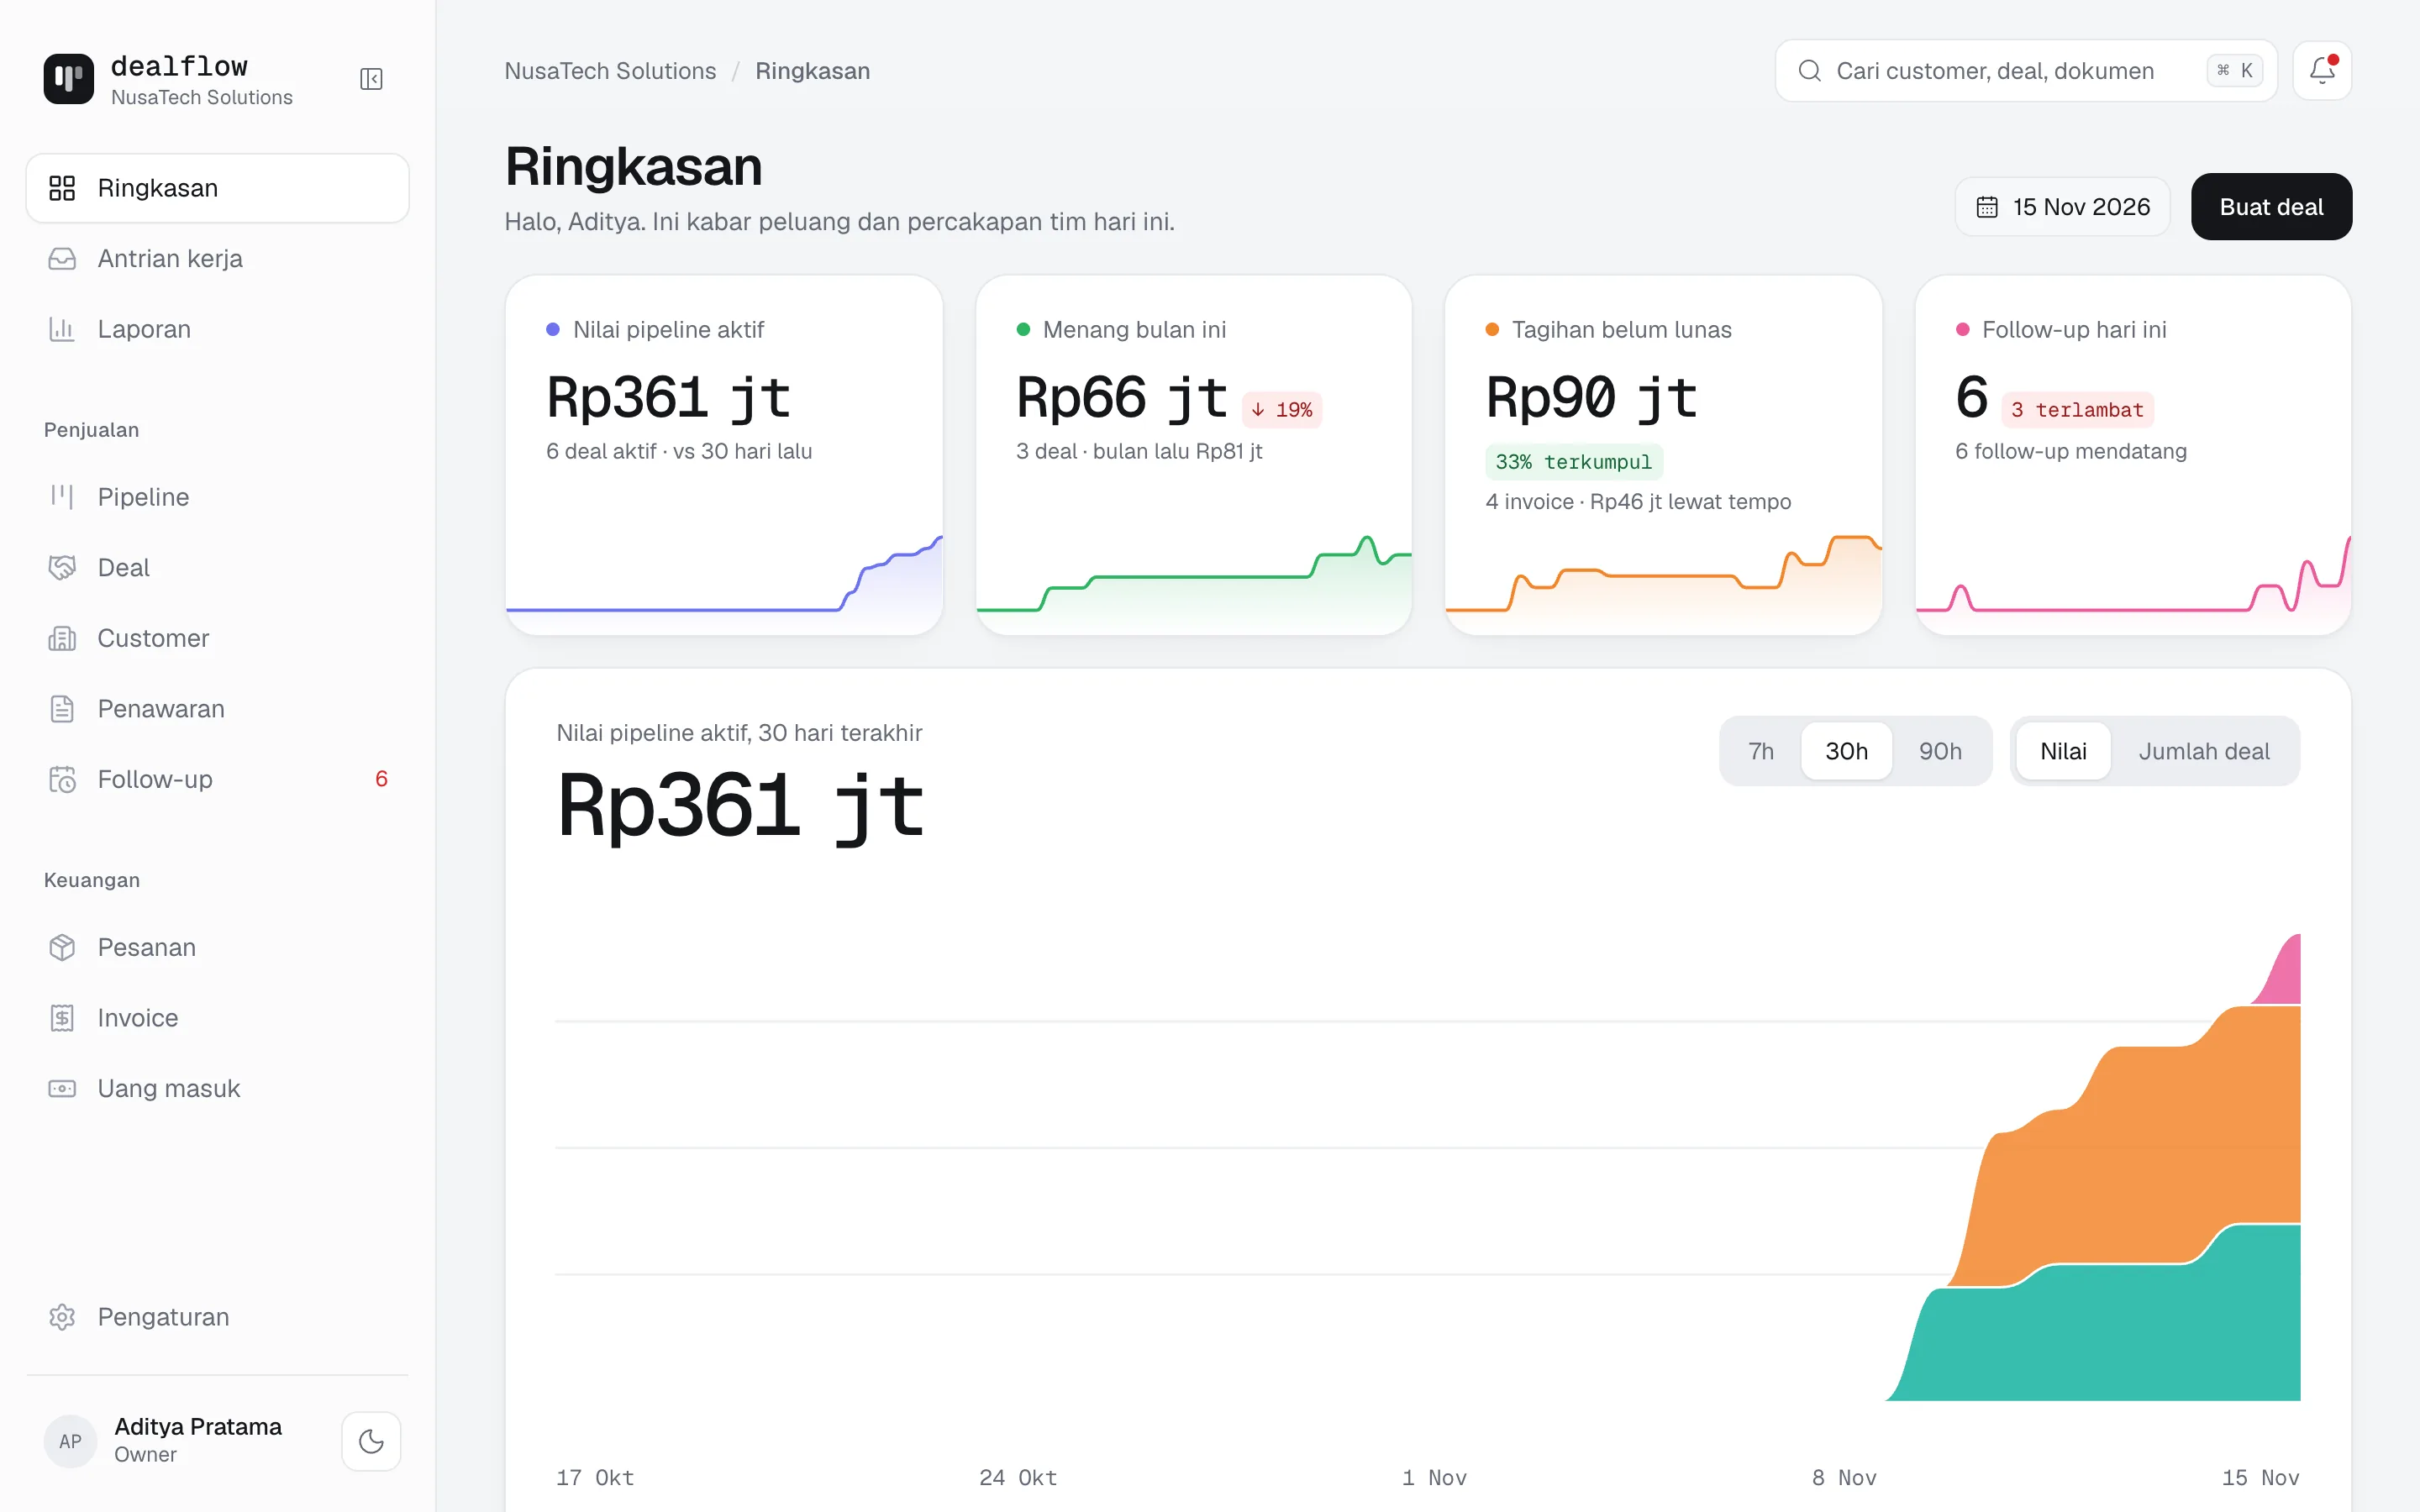 dealflow
NusaTech Solutions
Ringkasan
Antrian kerja
Laporan
Penjualan
Pipeline
Deal
Customer
Penawaran
Follow-up 6
Keuangan
Pesanan
Invoice
Uang masuk
Pengaturan
AP
Aditya Pratama
Owner
NusaTech Solutions / Ringkasan
Cari customer, deal, dokumen ⌘ K
Ringkasan
Halo, Aditya. Ini kabar peluang dan percakapan tim hari ini.
15 Nov 2026
Buat deal
Nilai pipeline aktif
Rp361 jt
6 deal aktif · vs 30 hari lalu
Menang bulan ini
Rp66 jt ↓ 19%
3 deal · bulan lalu Rp81 jt
Tagihan belum lunas
Rp90 jt
33% terkumpul
4 invoice · Rp46 jt lewat tempo
Follow-up hari ini
6 3 terlambat
6 follow-up mendatang
Nilai pipeline aktif, 30 hari terakhir
Rp361 jt
7h 30h 90h
Nilai Jumlah deal
17 Okt 24 Okt 1 Nov 8 Nov 15 Nov